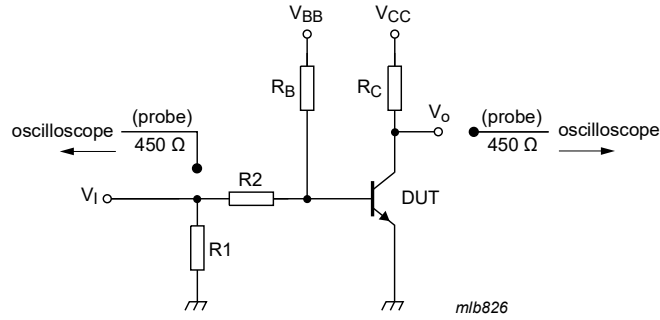 V_BB
V_CC
R_B
R_C
(probe)
450 Ω
oscilloscope
V_o
(probe)
450 Ω
oscilloscope
R2
V_I
DUT
R1
mlb826